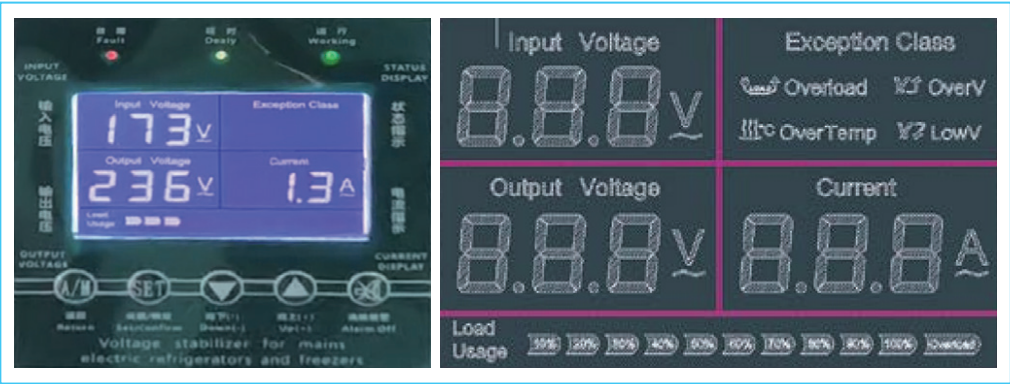 故障 延时 运行
Fault Dealy Working
INPUT VOLTAGE
STATUS DISPLAY
输入电压
状态指示
Input Voltage
173 V
Exception Class
Output Voltage
236 V
Current
1.3 A
Load Usage
输出电压
电流指示
OUTPUT VOLTAGE
CURRENT DISPLAY
A/M SET
Return Set/Confirm Down(-) Up(+) Alarm Off
Voltage stabilizer for mains
electric refrigerators and freezers
Input Voltage
8.8.8 V
Exception Class
Overload OverV
OverTemp LowV
Output Voltage
8.8.8 V
Current
8.8.8 A
Load
Usage 10% 20% 30% 40% 50% 60% 70% 80% 90% 100% Overload